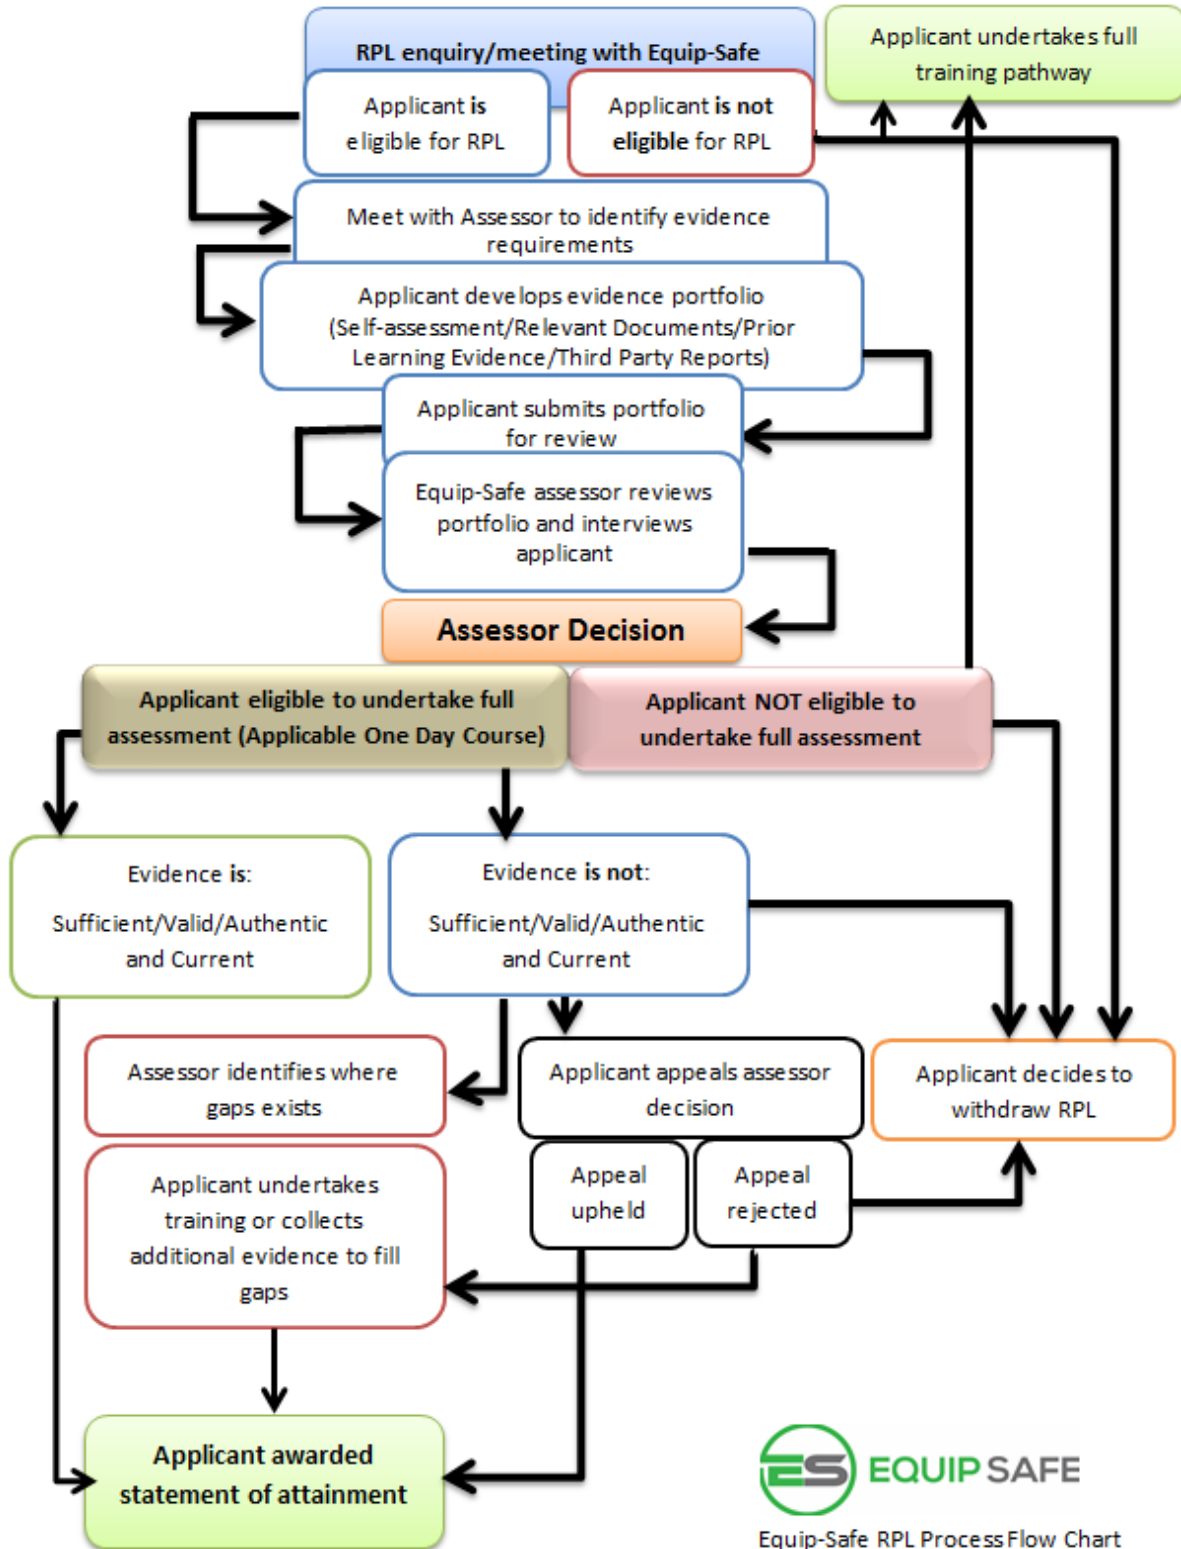 RPL enquiry/meeting with Equip-Safe
Applicant undertakes full
training pathway
Applicant is
eligible for RPL
Applicant is not
eligible for RPL
Meet with Assessor to identify evidence
requirements
Applicant develops evidence portfolio
(Self-assessment/Relevant Documents/Prior
Learning Evidence/Third Party Reports)
Applicant submits portfolio
for review
Equip-Safe assessor reviews
portfolio and interviews
applicant
Assessor Decision
Applicant eligible to undertake full
assessment (Applicable One Day Course)
Applicant NOT eligible to
undertake full assessment
Evidence is:
Sufficient/Valid/Authentic
and Current
Evidence is not:
Sufficient/Valid/Authentic
and Current
Assessor identifies where
gaps exists
Applicant appeals assessor
decision
Applicant decides to
withdraw RPL
Appeal
upheld
Appeal
rejected
Applicant undertakes
training or collects
additional evidence to fill
gaps
Applicant awarded
statement of attainment
ES EQUIP SAFE
Equip-Safe RPL Process Flow Chart